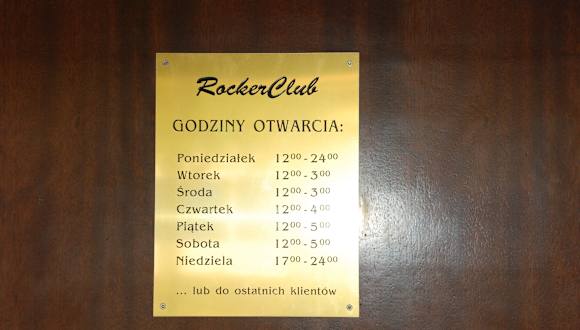 RockerClub
GODZINY OTWARCIA:
Poniedziałek 12⁰⁰-24⁰⁰
Wtorek 12⁰⁰-3⁰⁰
Środa 12⁰⁰-3⁰⁰
Czwartek 12⁰⁰-4⁰⁰
Piątek 12⁰⁰-5⁰⁰
Sobota 12⁰⁰-5⁰⁰
Niedziela 17⁰⁰-24⁰⁰
... lub do ostatnich klientów